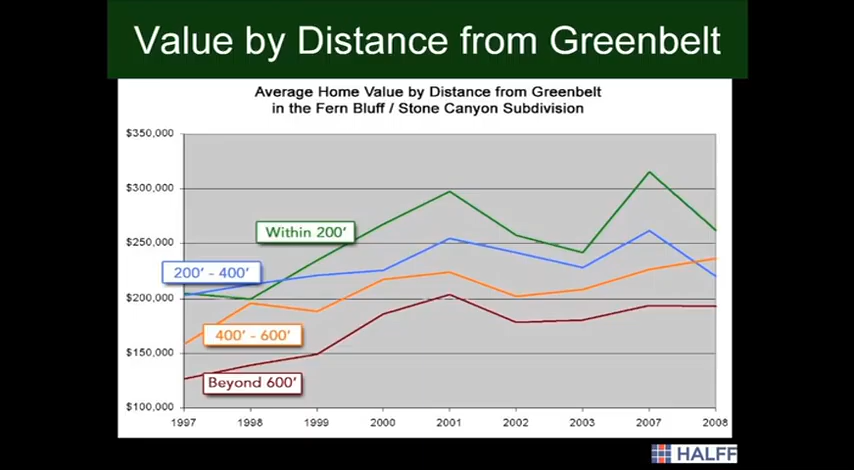 Value by Distance from Greenbelt
Average Home Value by Distance from Greenbelt
in the Fern Bluff / Stone Canyon Subdivision
$350,000
$300,000
$250,000
$200,000
$150,000
$100,000
Within 200'
200' - 400'
400' - 600'
Beyond 600'
1997 1998 1999 2000 2001 2002 2003 2007 2008
HALFF